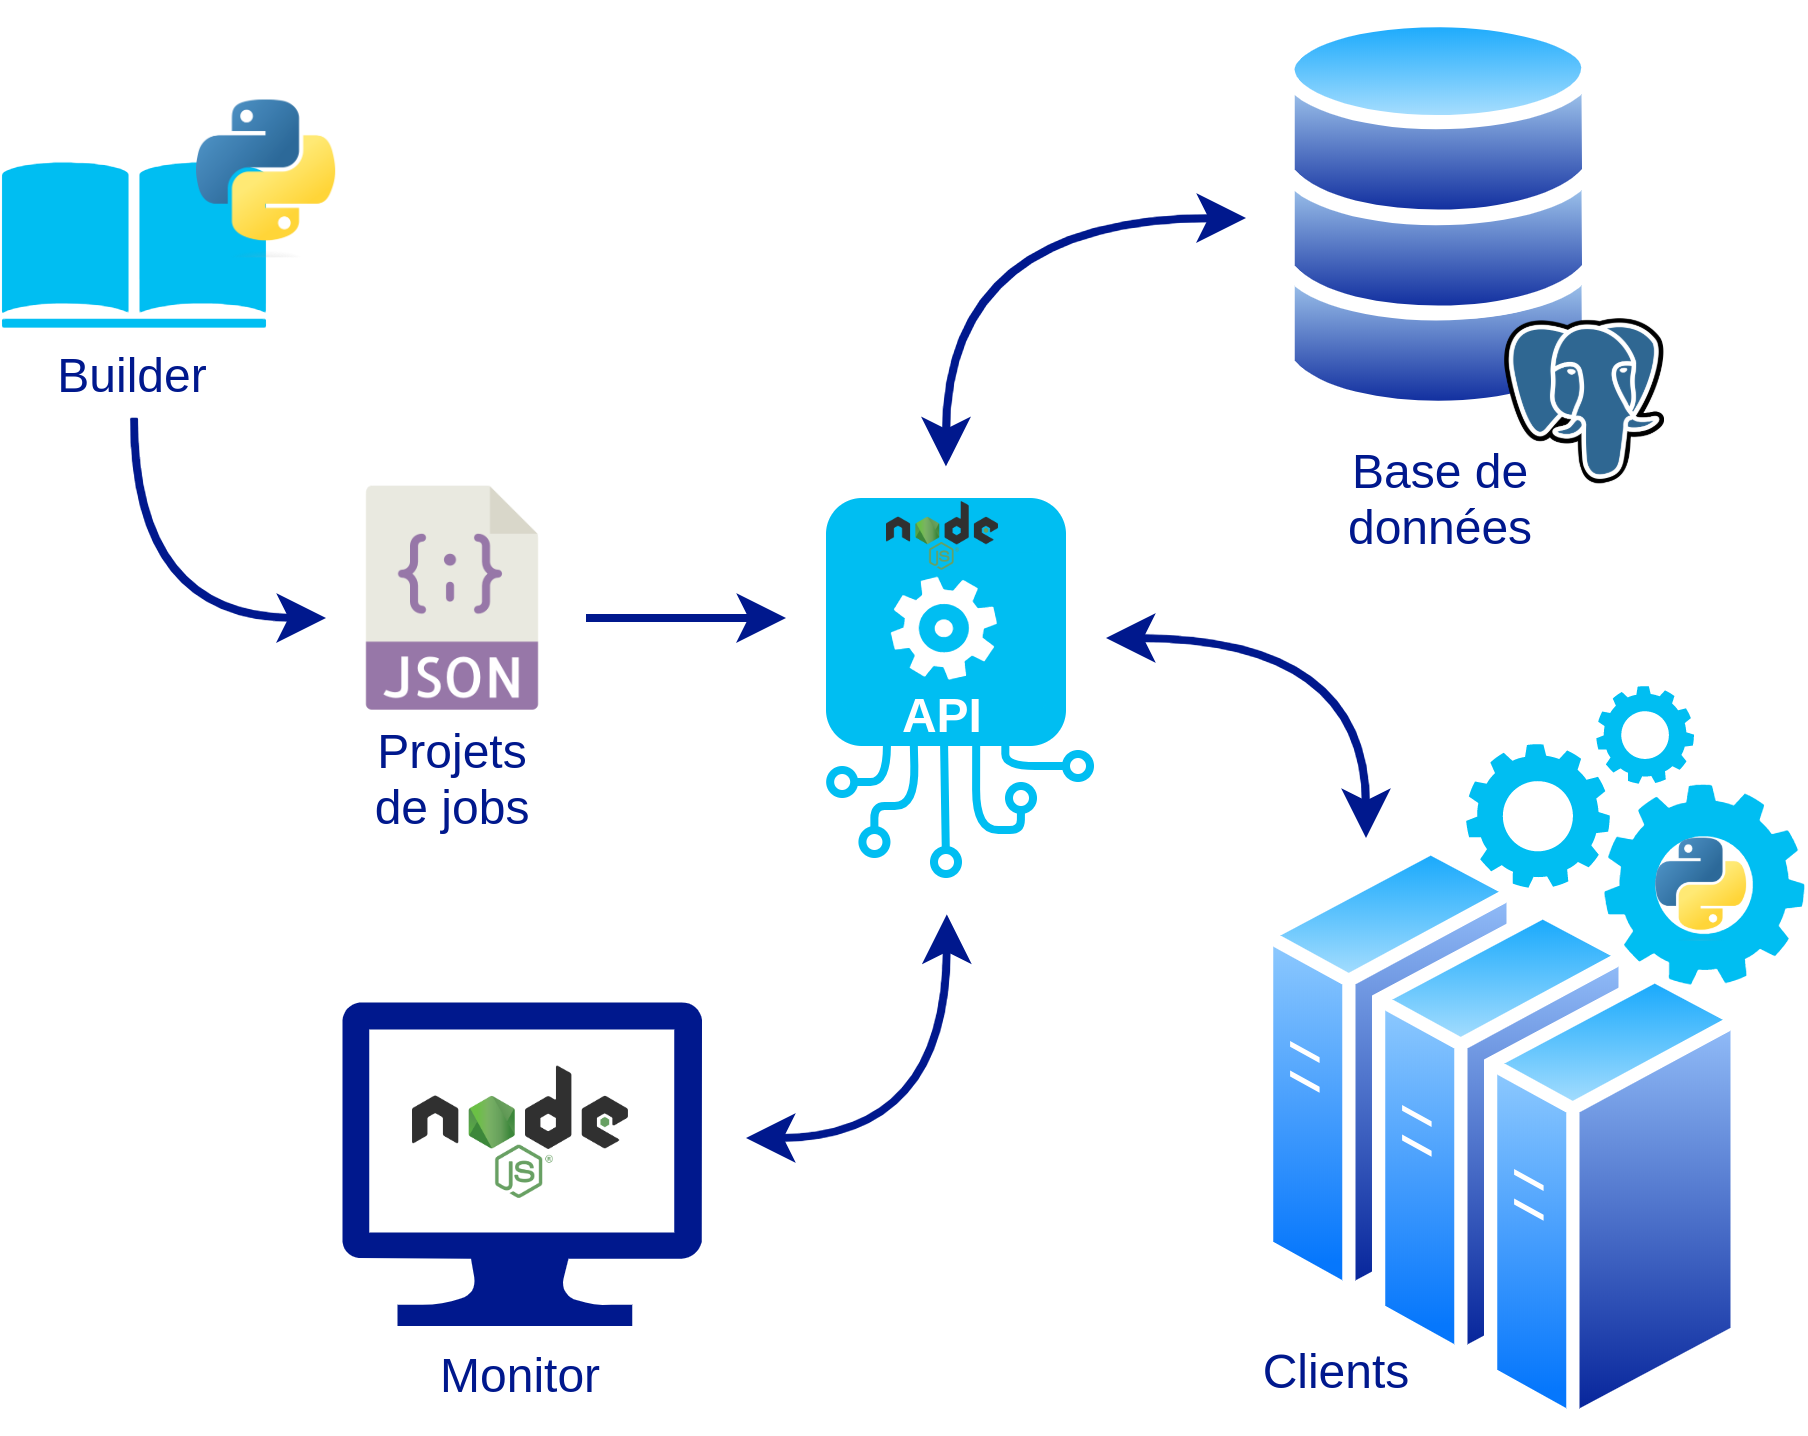 Builder
{;}
JSON
Projets
de jobs
node
JS
API
Base de
données
node
JS®
Monitor
Clients